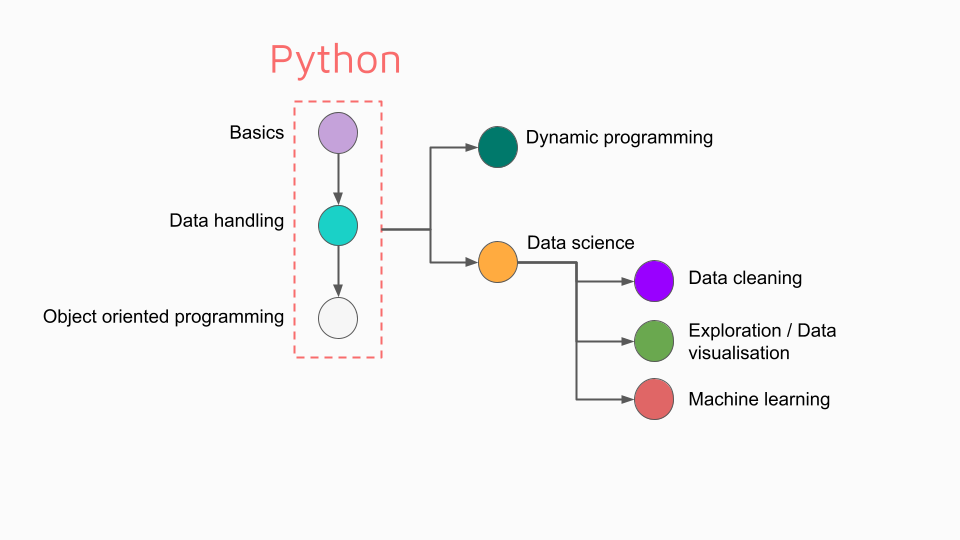 Python
Basics
Dynamic programming
Data handling
Data science
Data cleaning
Object oriented programming
Exploration / Data
visualisation
Machine learning